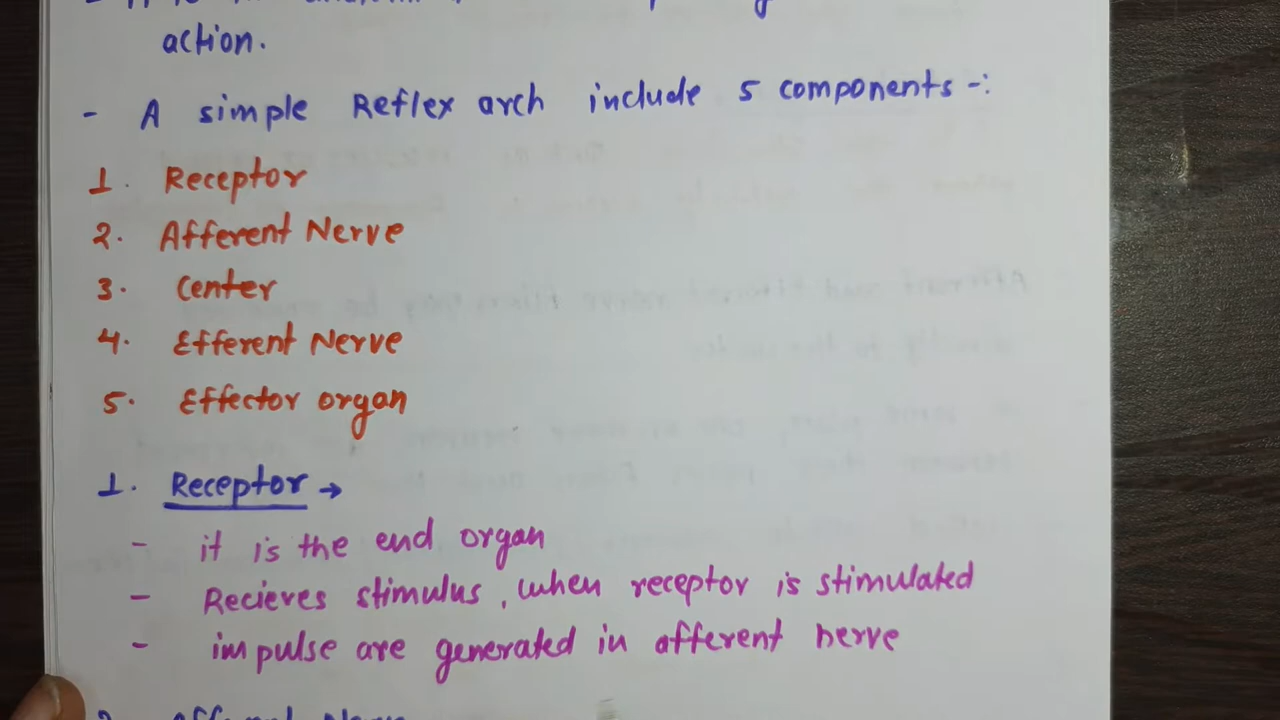 action.
- A simple Reflex arch include 5 components -:
1. Receptor
2. Afferent Nerve
3. Center
4. Efferent Nerve
5. Effector organ
1. Receptor →
- it is the end organ
- Recieves stimulus, when receptor is stimulated
- impulse are generated in afferent nerve